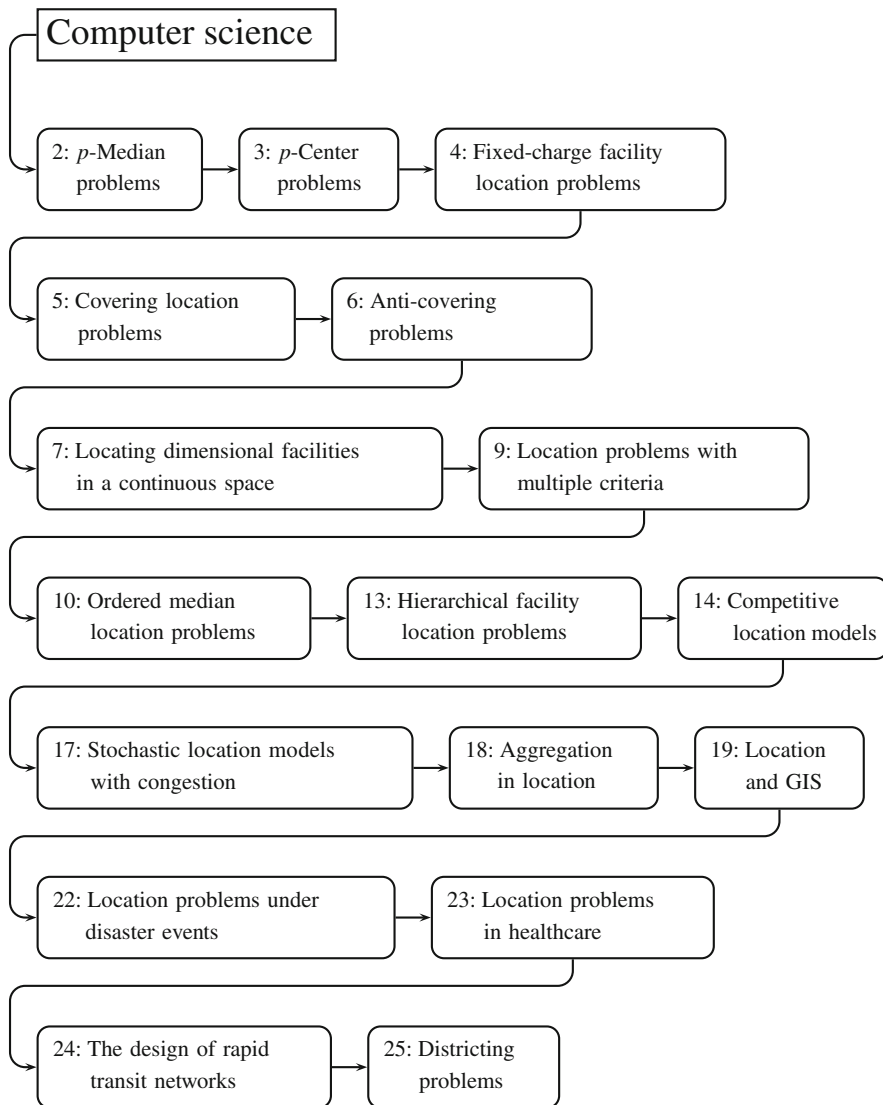 Computer science
2: p-Median
problems
3: p-Center
problems
4: Fixed-charge facility
location problems
5: Covering location
problems
6: Anti-covering
problems
7: Locating dimensional facilities
in a continuous space
9: Location problems with
multiple criteria
10: Ordered median
location problems
13: Hierarchical facility
location problems
14: Competitive
location models
17: Stochastic location models
with congestion
18: Aggregation
in location
19: Location
and GIS
22: Location problems under
disaster events
23: Location problems
in healthcare
24: The design of rapid
transit networks
25: Districting
problems